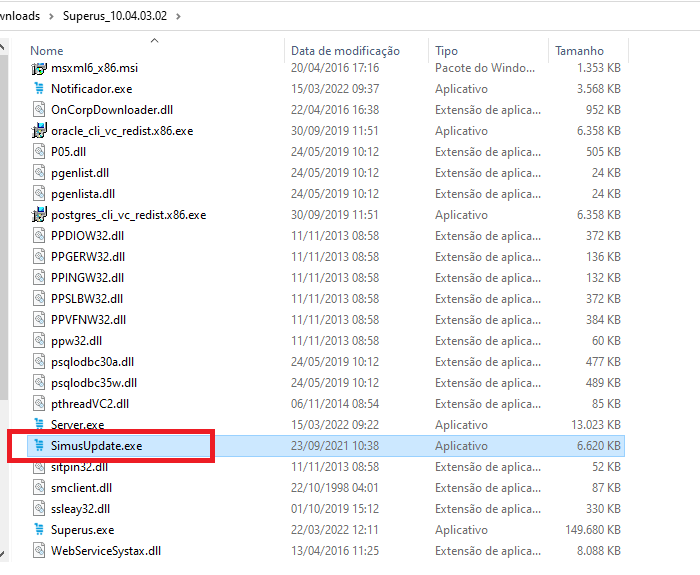 wnloads > Superus_10.04.03.02 >
Nome Data de modificação Tipo Tamanho
msxml6_x86.msi 20/04/2016 17:16 Pacote do Windo... 1.353 KB
Notificador.exe 15/03/2022 09:37 Aplicativo 3.568 KB
OnCorpDownloader.dll 22/04/2016 16:38 Extensão de aplica... 952 KB
oracle_cli_vc_redist.x86.exe 30/09/2019 11:51 Aplicativo 6.358 KB
P05.dll 24/05/2019 10:12 Extensão de aplica... 505 KB
pgenlist.dll 24/05/2019 10:12 Extensão de aplica... 24 KB
pgenlista.dll 24/05/2019 10:12 Extensão de aplica... 24 KB
postgres_cli_vc_redist.x86.exe 30/09/2019 11:51 Aplicativo 6.358 KB
PPDIOW32.dll 11/11/2013 08:58 Extensão de aplica... 372 KB
PPGERW32.dll 11/11/2013 08:58 Extensão de aplica... 136 KB
PPINGW32.dll 11/11/2013 08:58 Extensão de aplica... 132 KB
PPSLBW32.dll 11/11/2013 08:58 Extensão de aplica... 372 KB
PPVFNW32.dll 11/11/2013 08:58 Extensão de aplica... 384 KB
ppw32.dll 11/11/2013 08:58 Extensão de aplica... 60 KB
psqlodbc30a.dll 24/05/2019 10:12 Extensão de aplica... 477 KB
psqlodbc35w.dll 24/05/2019 10:12 Extensão de aplica... 489 KB
pthreadVC2.dll 06/11/2014 08:54 Extensão de aplica... 85 KB
Server.exe 15/03/2022 09:22 Aplicativo 13.023 KB
SimusUpdate.exe 23/09/2021 10:38 Aplicativo 6.620 KB
sitpin32.dll 11/11/2013 08:58 Extensão de aplica... 52 KB
smclient.dll 22/10/1998 04:01 Extensão de aplica... 87 KB
ssleay32.dll 01/10/2019 15:12 Extensão de aplica... 330 KB
Superus.exe 22/03/2022 12:11 Aplicativo 149.680 KB
WebServiceSystax.dll 13/04/2016 11:25 Extensão de aplica... 8.088 KB